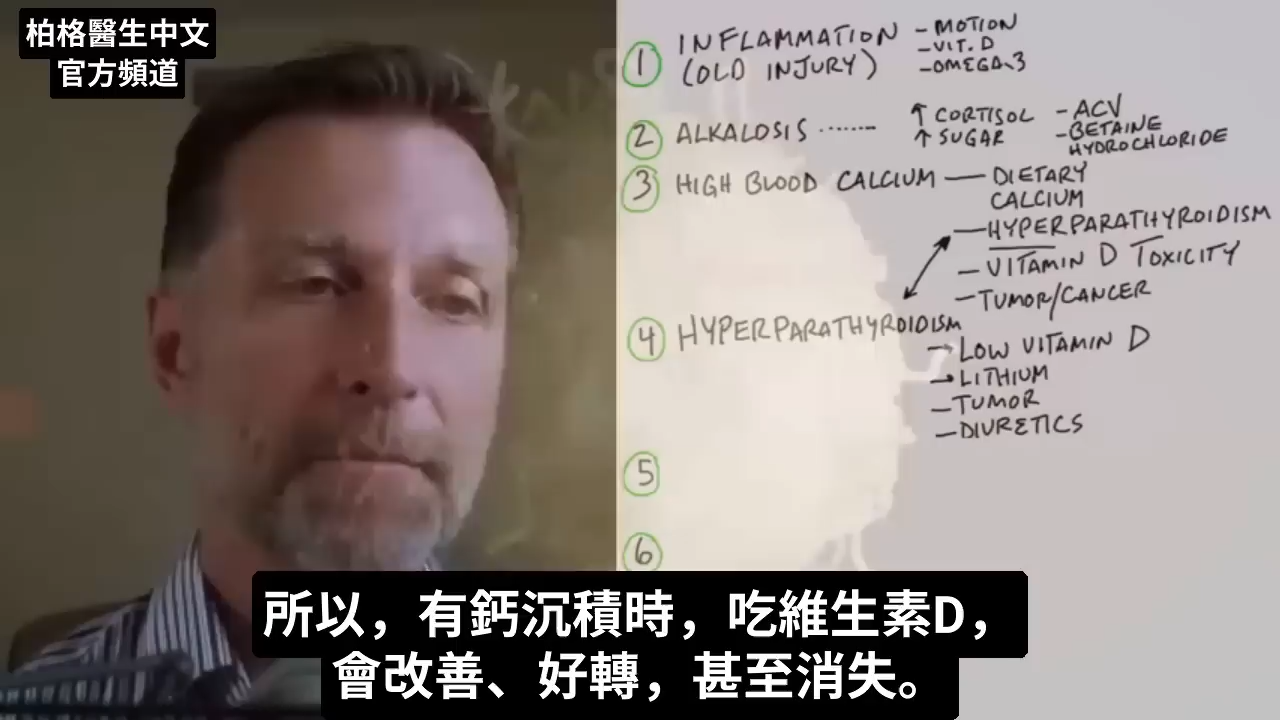 柏格醫生中文
官方頻道
1 INFLAMMATION - MOTION
(OLD INJURY) - VIT. D
- OMEGA-3
2 ALKALOSIS ....... ↑ CORTISOL - ACV
↑ SUGAR - BETAINE
HYDROCHLORIDE
3 HIGH BLOOD CALCIUM — DIETARY
CALCIUM
— HYPERPARATHYROIDISM
— VITAMIN D TOXICITY
— TUMOR/CANCER
4 HYPERPARATHYROIDISM
→ LOW VITAMIN D
→ LITHIUM
— TUMOR
— DIURETICS
5
6
所以，有鈣沉積時，吃維生素D，
會改善、好轉，甚至消失。